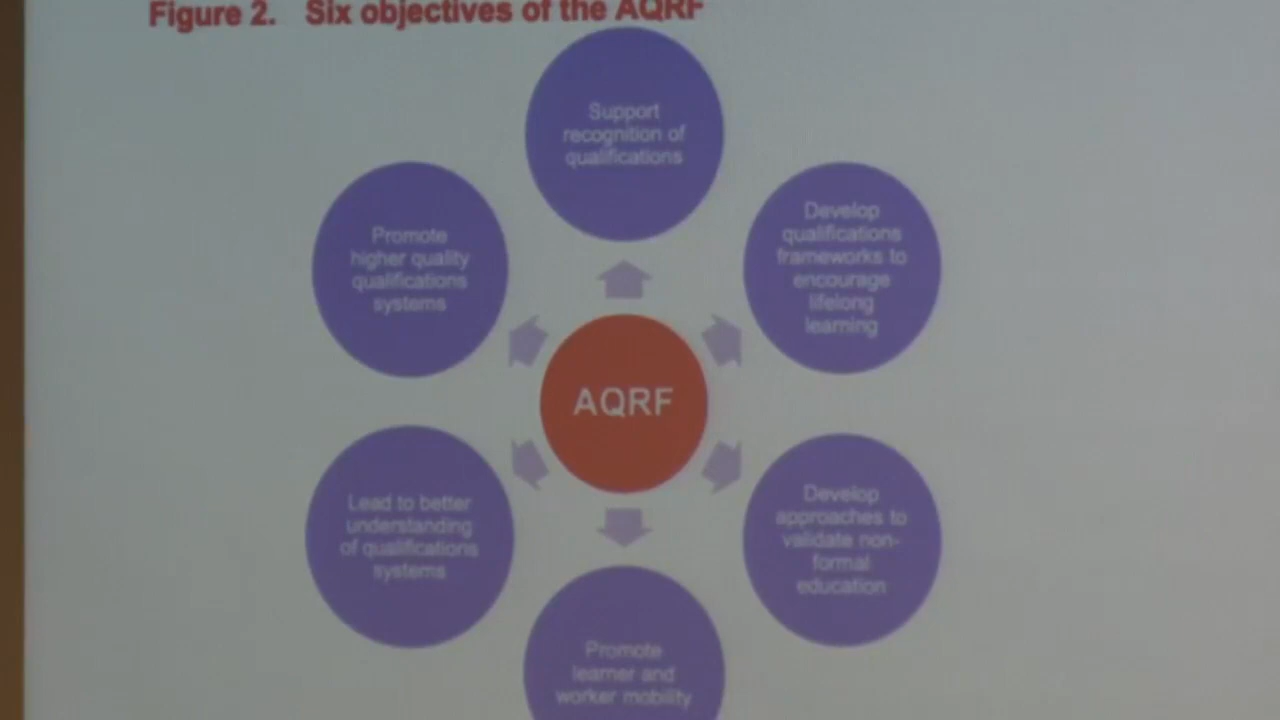 Figure 2. Six objectives of the AQRF
Support
recognition of
qualifications
Develop
qualifications
frameworks to
encourage
lifelong
learning
Develop
approaches to
validate non-
formal
education
Promote
learner and
worker mobility
Lead to better
understanding
of qualifications
systems
Promote
higher quality
qualifications
systems
AQRF